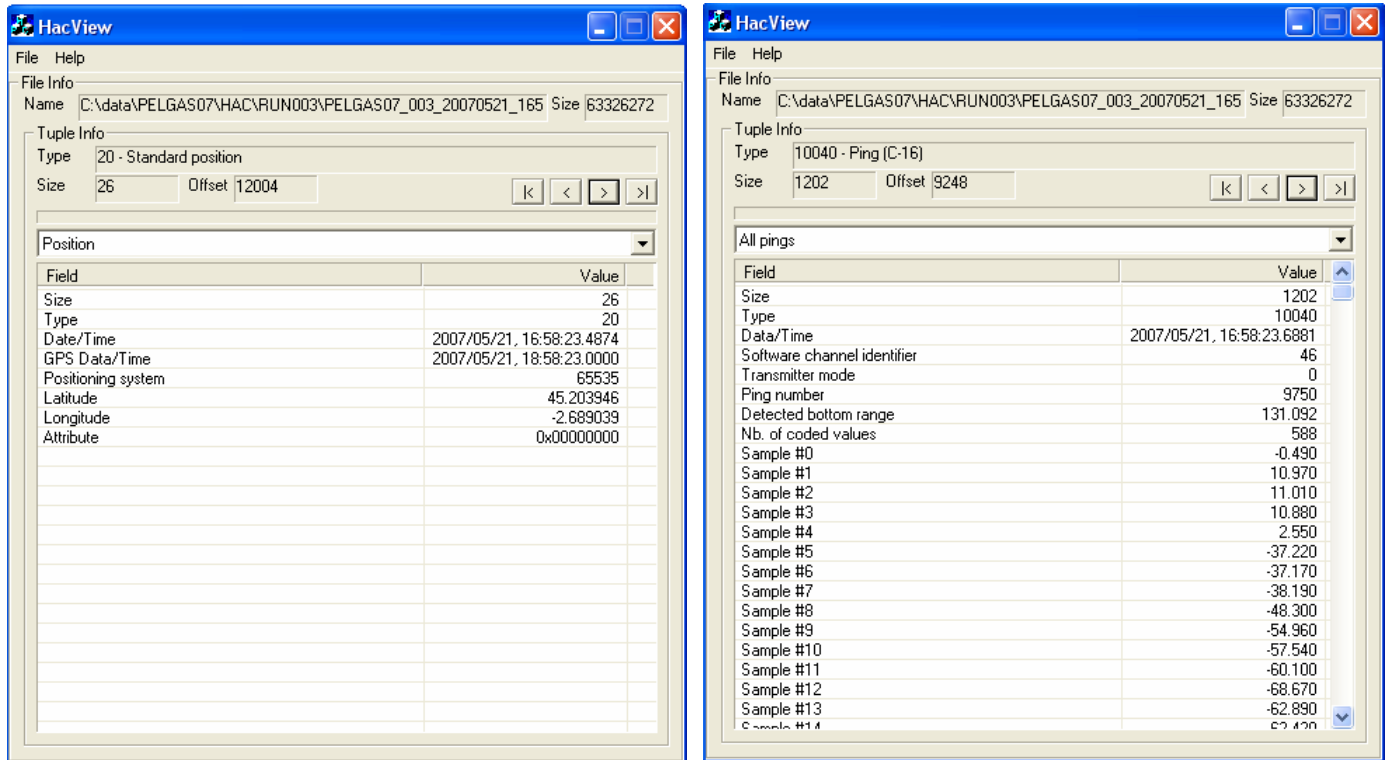 HacView
File Help
File Info
Name C:\data\PELGAS07\HAC\RUN003\PELGAS07_003_20070521_165 Size 63326272
Tuple Info
Type 20 - Standard position
Size 26 Offset 12004
|< < > >|
Position
Field Value
Size 26
Type 20
Date/Time 2007/05/21, 16:58:23.4874
GPS Data/Time 2007/05/21, 18:58:23.0000
Positioning system 65535
Latitude 45.203946
Longitude -2.689039
Attribute 0x00000000
HacView
File Help
File Info
Name C:\data\PELGAS07\HAC\RUN003\PELGAS07_003_20070521_165 Size 63326272
Tuple Info
Type 10040 - Ping (C-16)
Size 1202 Offset 9248
|< < > >|
All pings
Field Value
Size 1202
Type 10040
Data/Time 2007/05/21, 16:58:23.6881
Software channel identifier 46
Transmitter mode 0
Ping number 9750
Detected bottom range 131.092
Nb. of coded values 588
Sample #0 -0.490
Sample #1 10.970
Sample #2 11.010
Sample #3 10.880
Sample #4 2.550
Sample #5 -37.220
Sample #6 -37.170
Sample #7 -38.190
Sample #8 -48.300
Sample #9 -54.960
Sample #10 -57.540
Sample #11 -60.100
Sample #12 -68.670
Sample #13 -62.890
Sample #14 -62.420